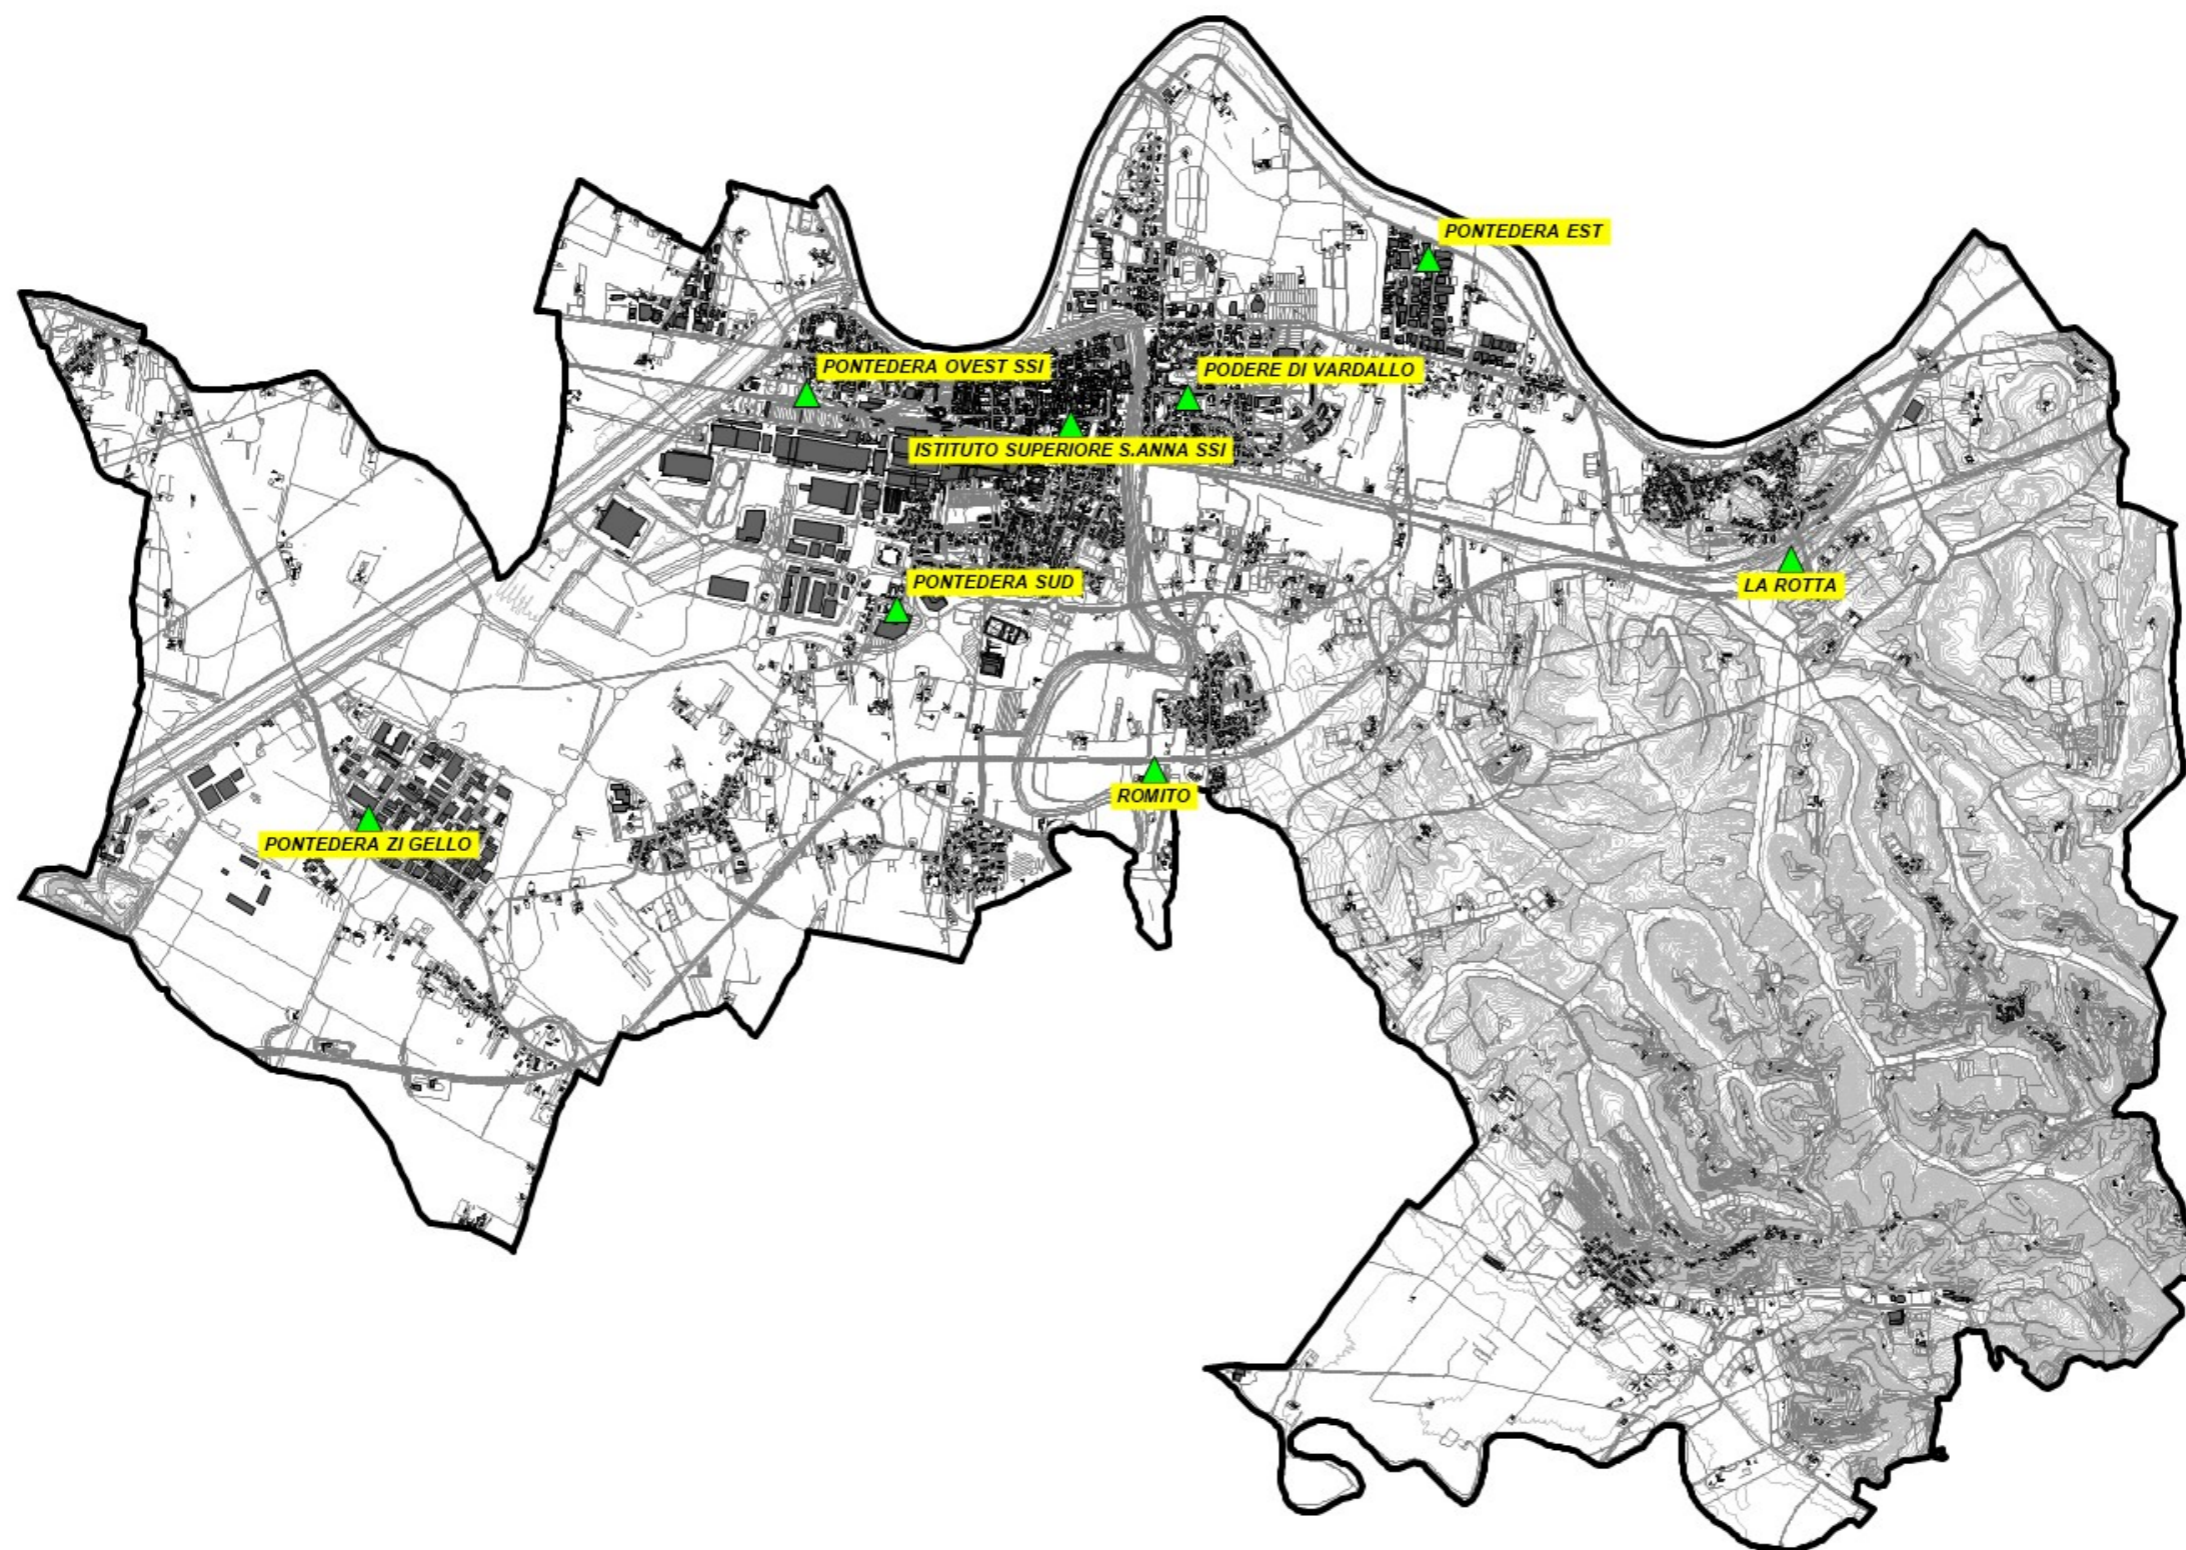 PONTEDERA EST
PONTEDERA OVEST SSI
PODERE DI VARDALLO
ISTITUTO SUPERIORE S.ANNA SSI
PONTEDERA SUD
LA ROTTA
ROMITO
PONTEDERA ZI GELLO